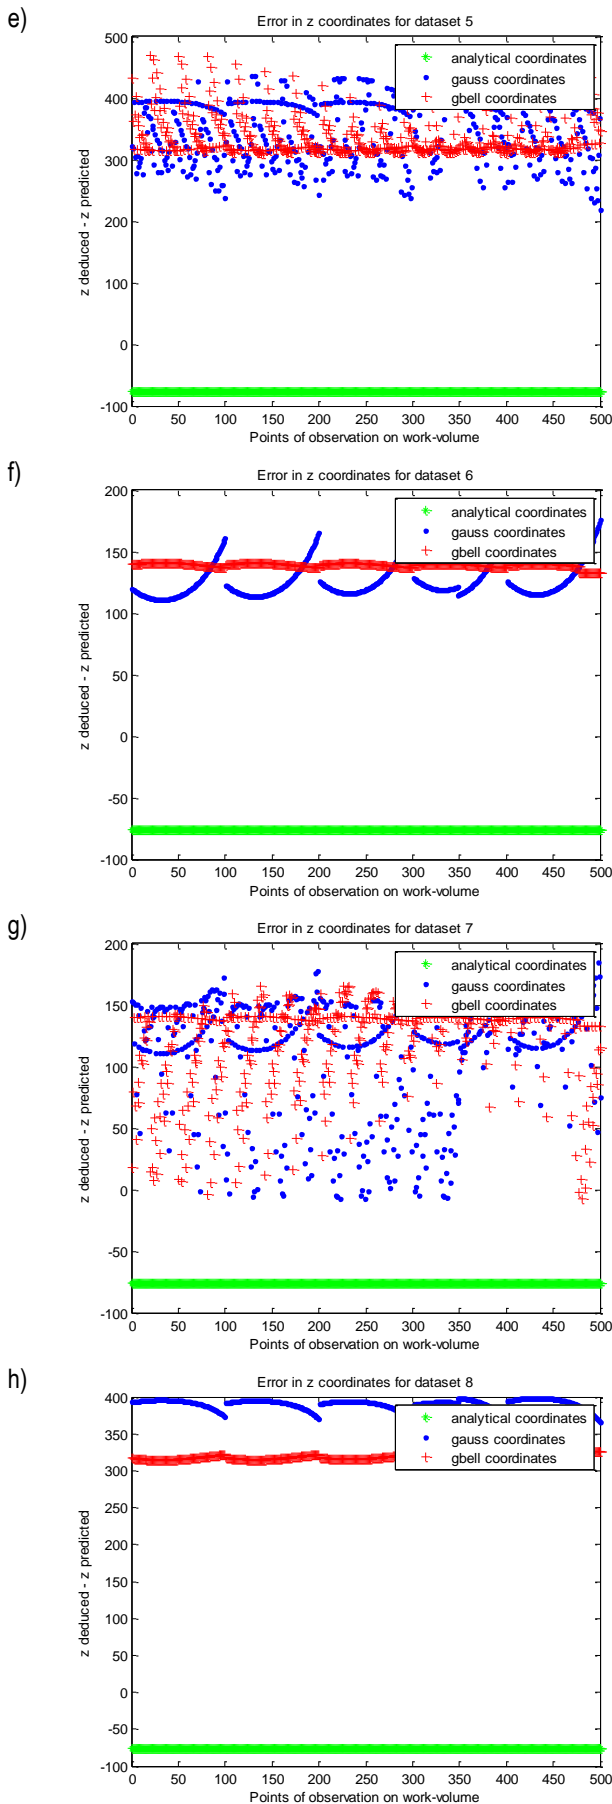 e)
Error in z coordinates for dataset 5
500
400
300
200
100
0
-100
z deduced - z predicted
analytical coordinates
gauss coordinates
gbell coordinates
0 50 100 150 200 250 300 350 400 450 500
Points of observation on work-volume
f)
Error in z coordinates for dataset 6
200
150
100
50
0
-50
-100
z deduced - z predicted
analytical coordinates
gauss coordinates
gbell coordinates
0 50 100 150 200 250 300 350 400 450 500
Points of observation on work-volume
g)
Error in z coordinates for dataset 7
200
150
100
50
0
-50
-100
z deduced - z predicted
analytical coordinates
gauss coordinates
gbell coordinates
0 50 100 150 200 250 300 350 400 450 500
Points of observation on work-volume
h)
Error in z coordinates for dataset 8
400
350
300
250
200
150
100
50
0
-50
-100
z deduced - z predicted
analytical coordinates
gauss coordinates
gbell coordinates
0 50 100 150 200 250 300 350 400 450 500
Points of observation on work-volume